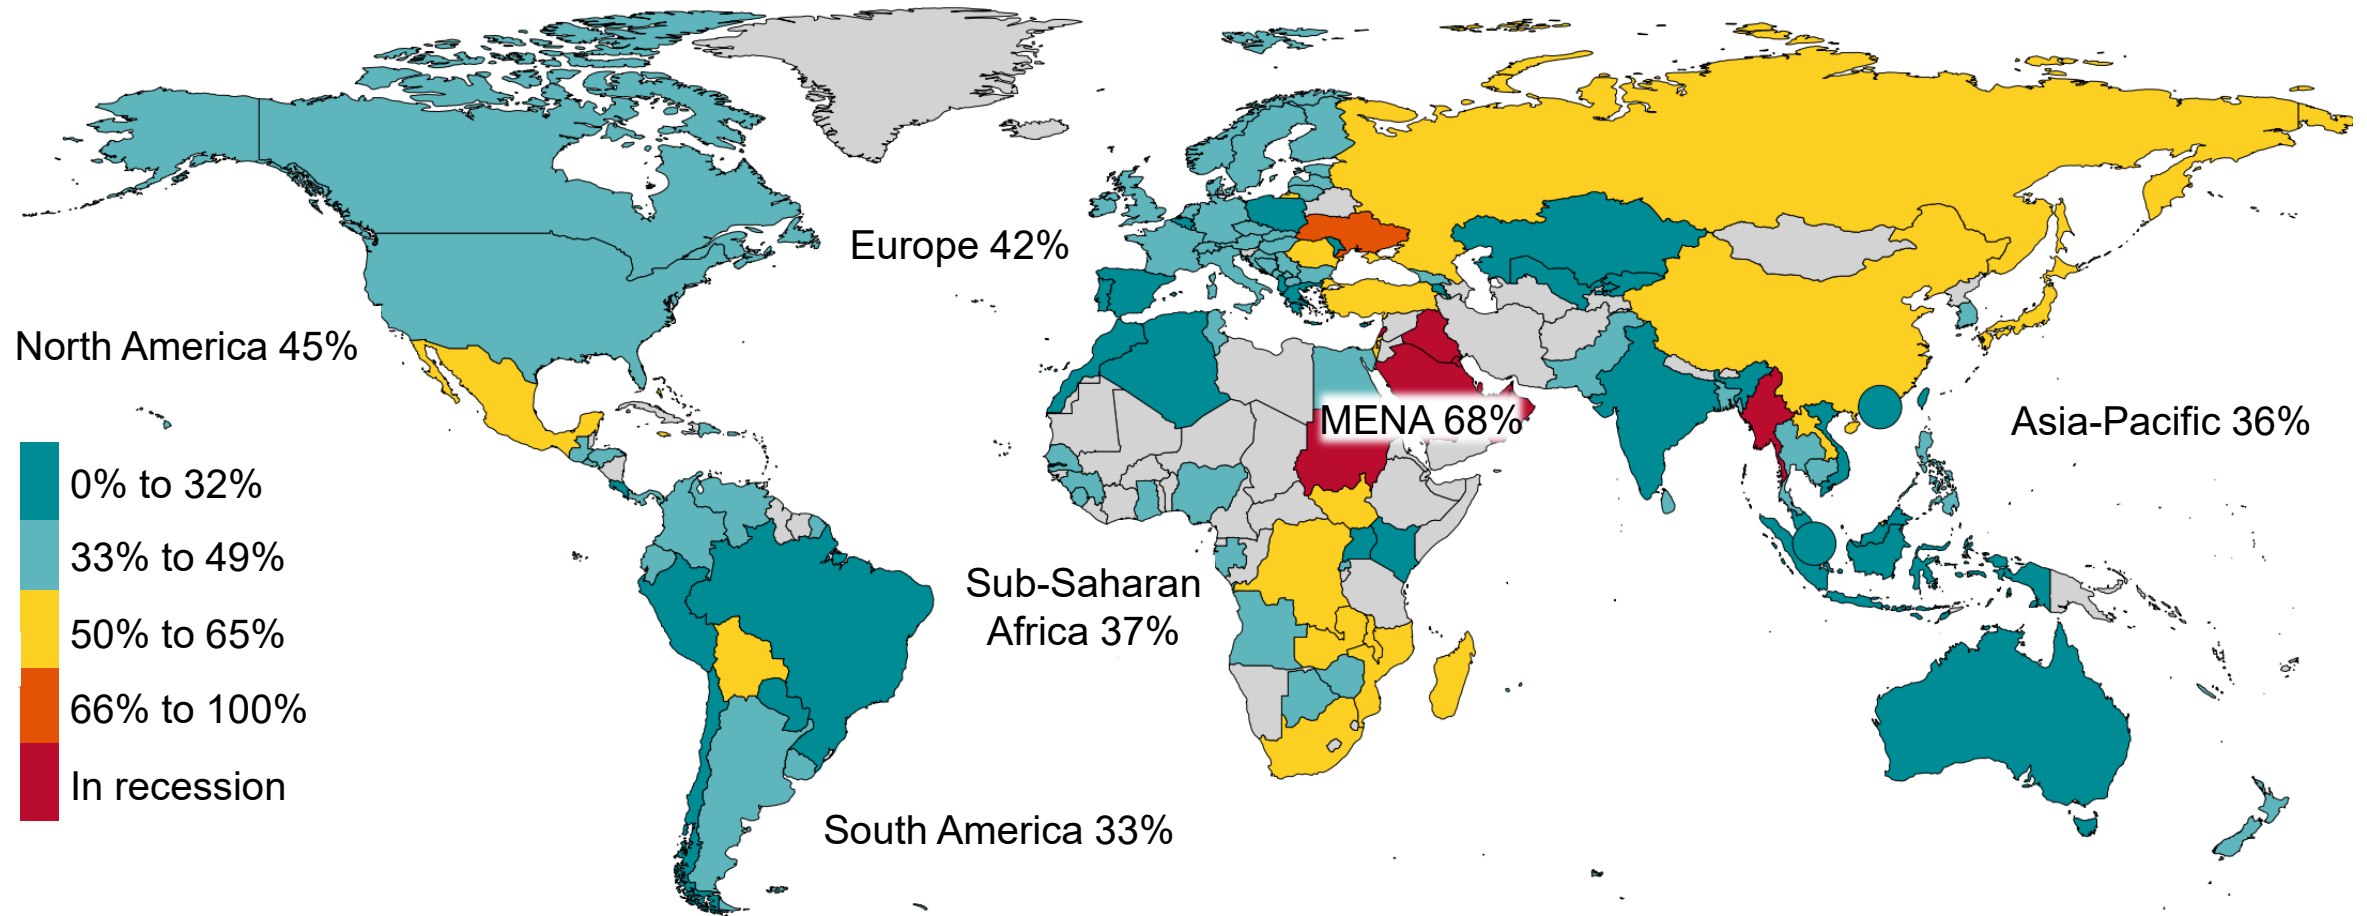 Europe 42%
North America 45%
MENA 68%
Asia-Pacific 36%
0% to 32%
33% to 49%
50% to 65%
66% to 100%
In recession
Sub-Saharan
Africa 37%
South America 33%